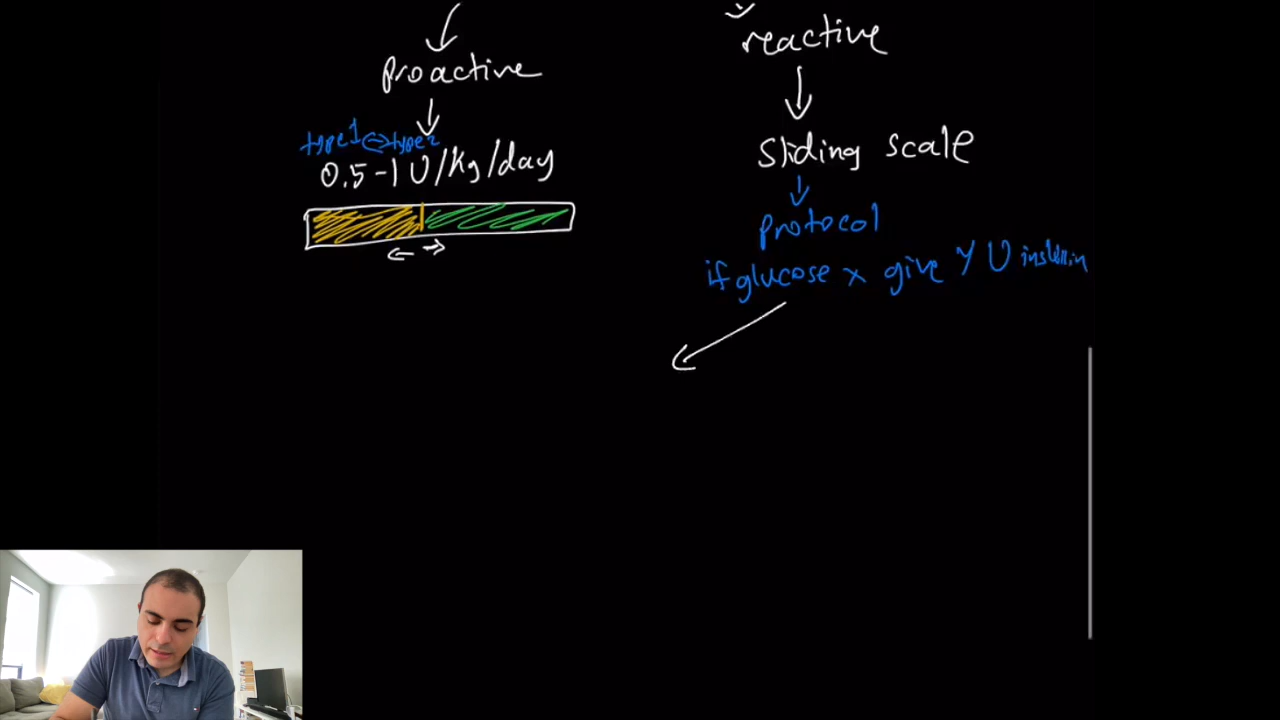 proactive
type1 ⇔ type2
0.5-1 U/kg/day
reactive
Sliding scale
protocol
if glucose x give Y U insulin